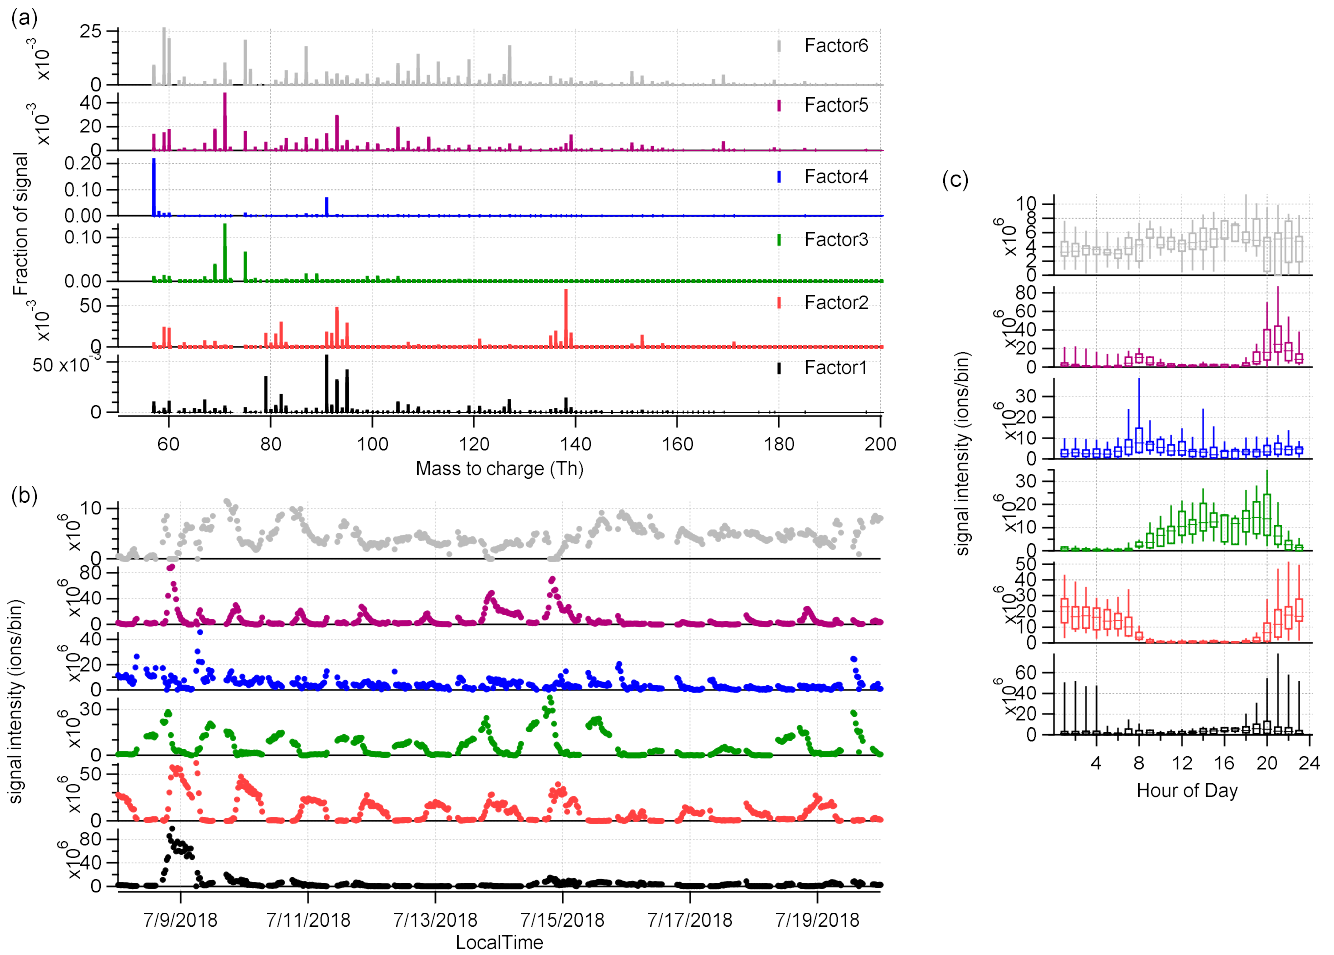 (a)
25
0
x10⁻³
Factor6
40
20
0
x10⁻³
Factor5
0.20
0.10
0.00
Factor4
0.10
0.00
Factor3
50
0
x10⁻³
Factor2
50 x10⁻³
0
Factor1
Fraction of signal
60 80 100 120 140 160 180 200
Mass to charge (Th)
(b)
10
0
x10⁶
80
40
0
x10⁶
40
20
0
x10⁶
30
0
x10⁶
50
0
x10⁶
80
40
0
x10⁶
signal intensity (ions/bin)
7/9/2018 7/11/2018 7/13/2018 7/15/2018 7/17/2018 7/19/2018
LocalTime
(c)
10
8
6
4
2
0
x10⁶
80
60
40
20
0
x10⁶
30
20
10
0
x10⁶
30
20
10
0
x10⁶
50
40
30
20
10
0
x10⁶
60
40
20
0
x10⁶
signal intensity (ions/bin)
4 8 12 16 20 24
Hour of Day